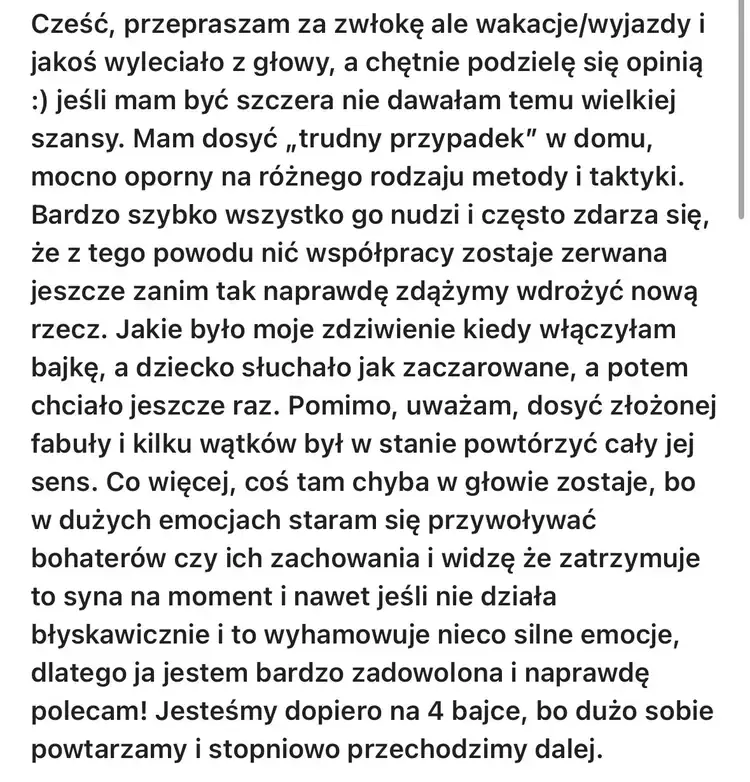 Cześć, przepraszam za zwłokę ale wakacje/wyjazdy i
jakoś wyleciało z głowy, a chętnie podzielę się opinią
:) jeśli mam być szczera nie dawałam temu wielkiej
szansy. Mam dosyć „trudny przypadek” w domu,
mocno oporny na różnego rodzaju metody i taktyki.
Bardzo szybko wszystko go nudzi i często zdarza się,
że z tego powodu nić współpracy zostaje zerwana
jeszcze zanim tak naprawdę zdążymy wdrożyć nową
rzecz. Jakie było moje zdziwienie kiedy włączyłam
bajkę, a dziecko słuchało jak zaczarowane, a potem
chciało jeszcze raz. Pomimo, uważam, dosyć złożonej
fabuły i kilku wątków był w stanie powtórzyć cały jej
sens. Co więcej, coś tam chyba w głowie zostaje, bo
w dużych emocjach staram się przywoływać
bohaterów czy ich zachowania i widzę że zatrzymuje
to syna na moment i nawet jeśli nie działa
błyskawicznie i to wyhamowuje nieco silne emocje,
dlatego ja jestem bardzo zadowolona i naprawdę
polecam! Jesteśmy dopiero na 4 bajce, bo dużo sobie
powtarzamy i stopniowo przechodzimy dalej.